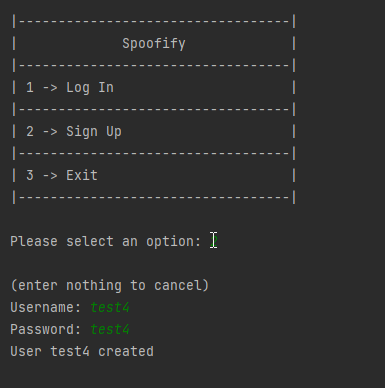 |----------------------------------|
|             Spoofify             |
|----------------------------------|
| 1 -> Log In                      |
|----------------------------------|
| 2 -> Sign Up                     |
|----------------------------------|
| 3 -> Exit                        |
|----------------------------------|
Please select an option:
(enter nothing to cancel)
Username: test4
Password: test4
User test4 created